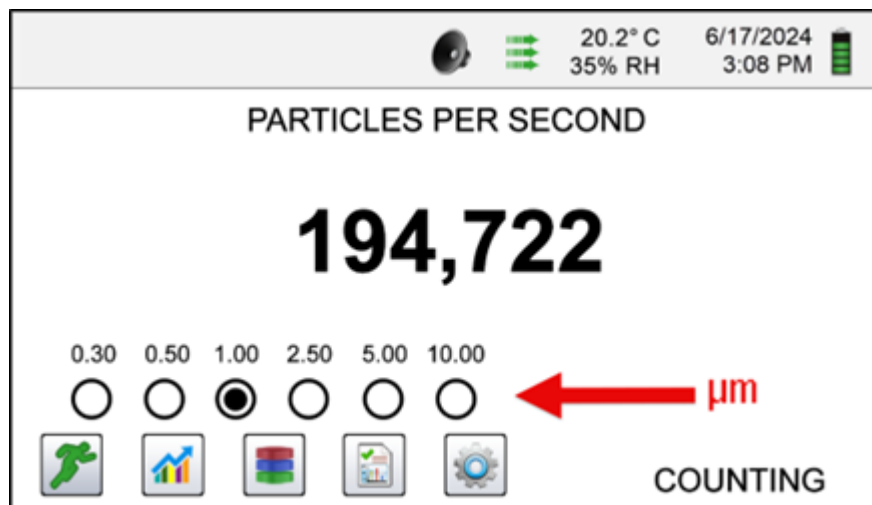 20.2° C
35% RH
6/17/2024
3:08 PM
PARTICLES PER SECOND
194,722
0.30 0.50 1.00 2.50 5.00 10.00
µm
COUNTING